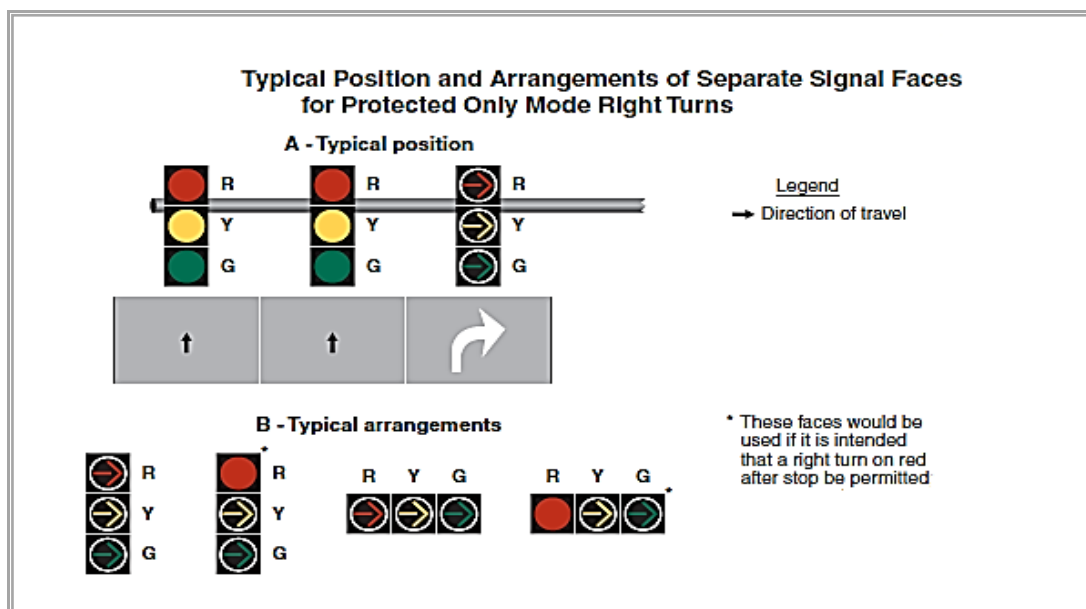 Typical Position and Arrangements of Separate Signal Faces
for Protected Only Mode Right Turns
A - Typical position
R R R
Y Y Y
G G G
Legend
→ Direction of travel
B - Typical arrangements
* These faces would be
used if it is intended
that a right turn on red
after stop be permitted
*
R R
Y Y
G G
R Y G
R Y G
*